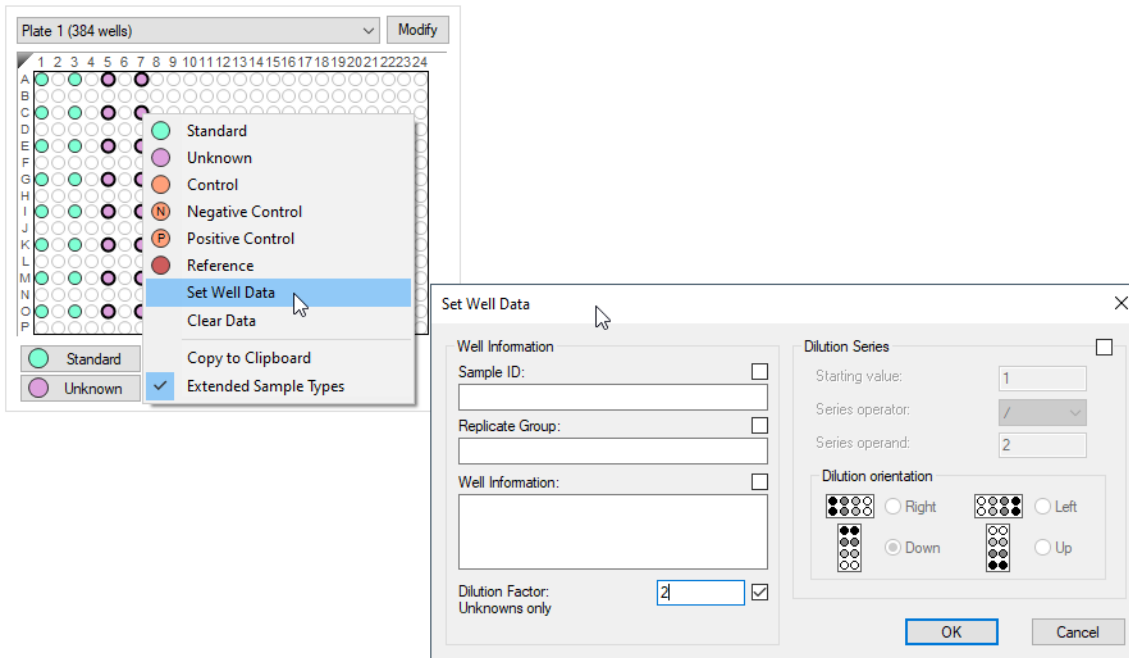 Plate 1 (384 wells)
Modify
1 2 3 4 5 6 7 8 9 10 11 12 13 14 15 16 17 18 19 20 21 22 23 24
A
B
C
D
E
F
G
H
I
J
K
L
M
N
O
P
Standard
Unknown
Control
N Negative Control
P Positive Control
Reference
Set Well Data
Clear Data
Copy to Clipboard
Extended Sample Types
Standard
Unknown
Set Well Data
Well Information
Sample ID:
Replicate Group:
Well Information:
Dilution Factor:
Unknowns only
2
Dilution Series
Starting value:
1
Series operator:
/
Series operand:
2
Dilution orientation
Right
Left
Down
Up
OK
Cancel